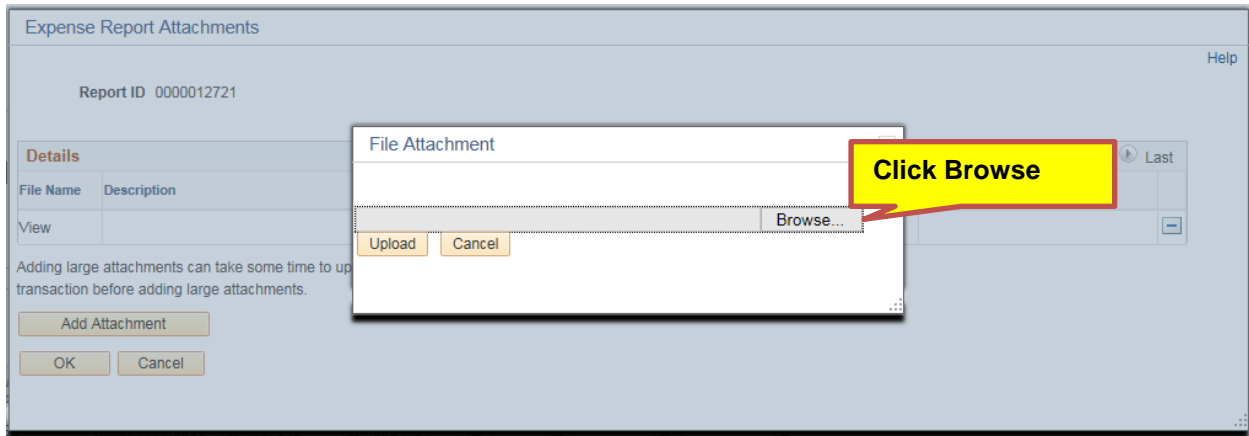 Expense Report Attachments
Help
Report ID 0000012721
File Attachment
Click Browse
Details
Last
File Name Description
Browse...
View
Upload Cancel
Adding large attachments can take some time to up
transaction before adding large attachments.
Add Attachment
OK Cancel